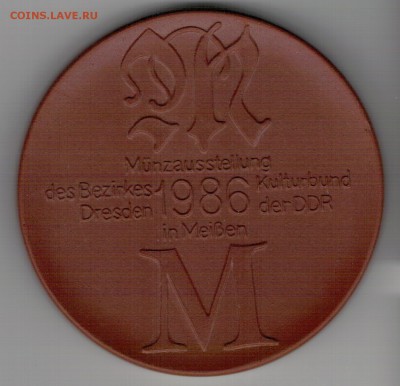 COINS.LAVE.RU
M
Münzausstellung
des Bezirkes 1986 Kulturbund
Dresden der DDR
in Meißen
M